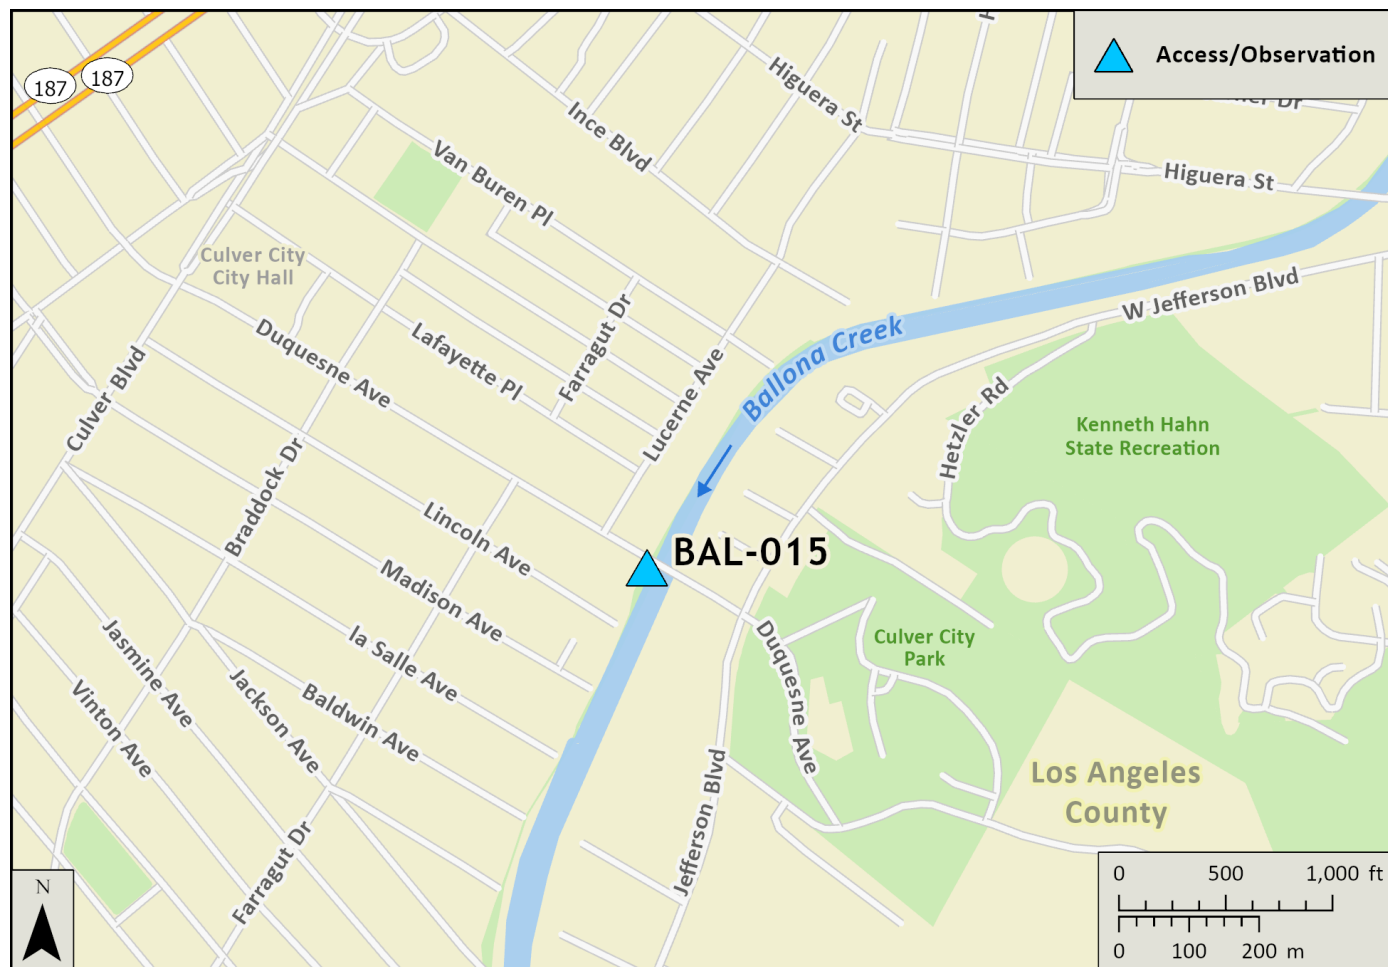 187
187
Access/Observation
Higuera St
Ince Blvd
Van Buren Pl
Higuera St
Culver City
City Hall
W Jefferson Blvd
Duquesne Ave
Lafayette Pl
Farragut Dr
Ballona Creek
Lucerne Ave
Culver Blvd
Hetzler Rd
Kenneth Hahn
State Recreation
Braddock Dr
Lincoln Ave
BAL-015
Madison Ave
la Salle Ave
Culver City
Park
Duquesne Ave
Jasmine Ave
Jackson Ave
Baldwin Ave
Vinton Ave
Jefferson Blvd
Los Angeles
County
Farragut Dr
N
0 500 1,000 ft
0 100 200 m